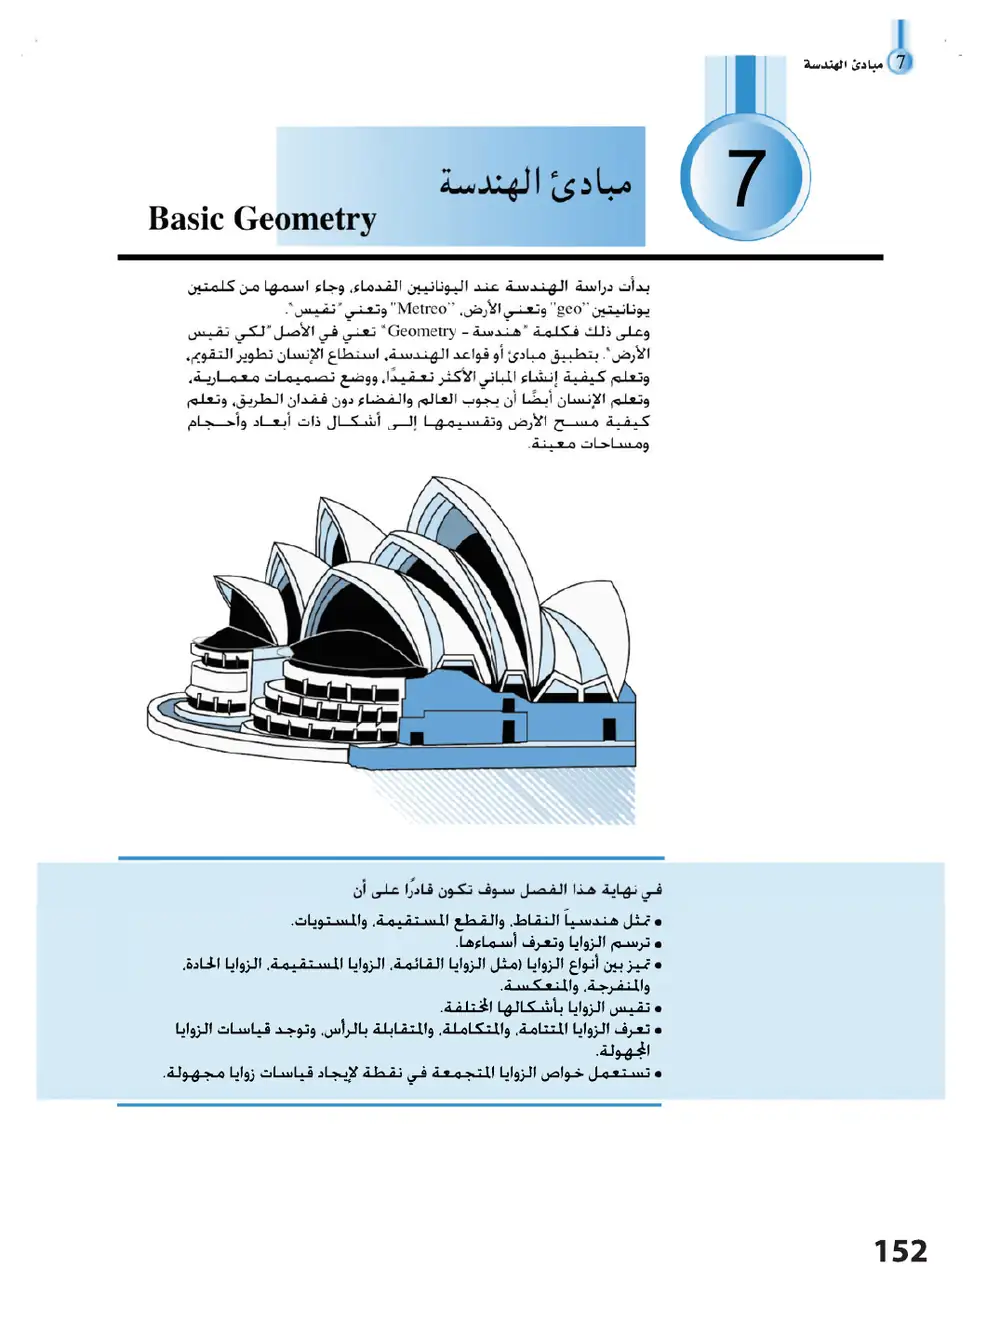 7 مبادئ الهندسة
7
مبادئ الهندسة
Basic Geometry
بدأت دراسة الهندسة عند اليونانيين القدماء، وجاء اسمها من كلمتين
يونانيتين "geo" وتعني الأرض، "Metreo" وتعني "تقيس".
وعلى ذلك فكلمة "هندسة - Geometry" تعني في الأصل "لكي تقيس
الأرض". بتطبيق مبادئ أو قواعد الهندسة، استطاع الإنسان تطوير التقويم،
وتعلم كيفية إنشاء المباني الأكثر تعقيدًا، ووضع تصميمات معمارية،
وتعلم الإنسان أيضًا أن يجوب العالم والفضاء دون فقدان الطريق، وتعلم
كيفية مسح الأرض وتقسيمها إلى أشكال ذات أبعاد وأحجام
ومساحات معينة.
في نهاية هذا الفصل سوف تكون قادرًا على أن
• تمثل هندسياً النقاط، والقطع المستقيمة، والمستويات.
• ترسم الزوايا وتعرف أسماءها.
• تميز بين أنواع الزوايا (مثل الزوايا القائمة، الزوايا المستقيمة، الزوايا الحادة،
والمنفرجة، والمنعكسة.
• تقيس الزوايا بأشكالها المختلفة.
• تعرف الزوايا المتتامة، والمتكاملة، والمتقابلة بالرأس، وتوجد قياسات الزوايا
المجهولة.
• تستعمل خواص الزوايا المتجمعة في نقطة لإيجاد قياسات زوايا مجهولة.
152